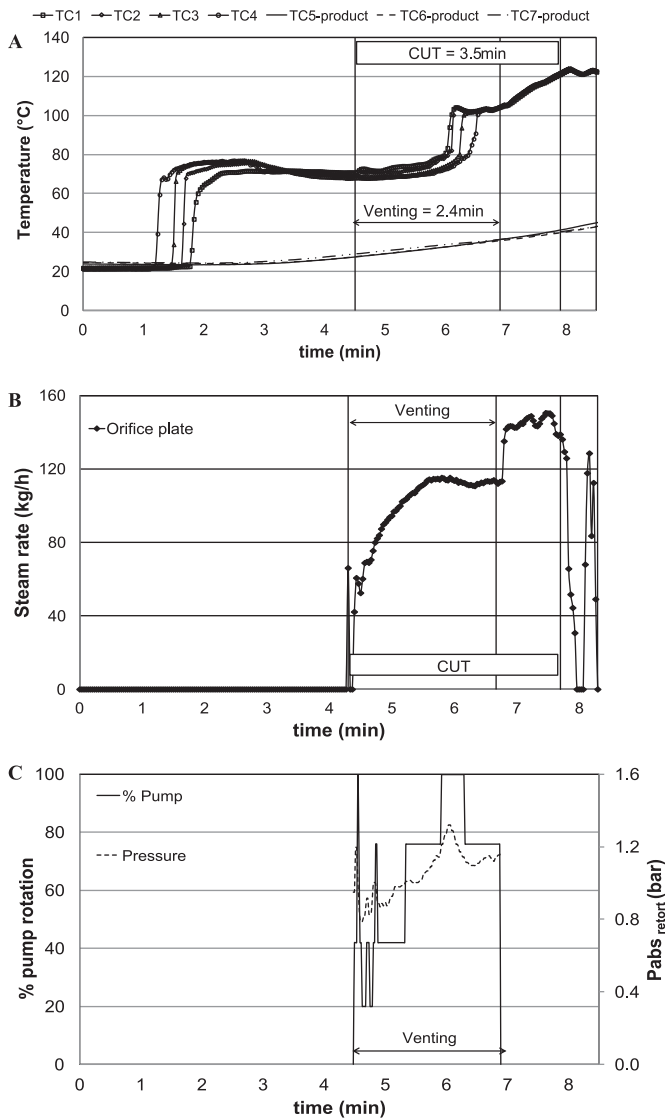 TC1 TC2 TC3 TC4 TC5-product TC6-product TC7-product
A
140
120
100
80
60
40
20
0
Temperature (°C)
CUT = 3.5min
Venting = 2.4min
0 1 2 3 4 5 6 7 8
time (min)
B
160
120
80
40
0
Steam rate (kg/h)
Orifice plate
Venting
CUT
0 1 2 3 4 5 6 7 8
time (min)
C
100
80
60
40
20
0
% pump rotation
% Pump
Pressure
Venting
1.6
1.2
0.8
0.4
0.0
Pabs retort (bar)
0 1 2 3 4 5 6 7 8
time (min)